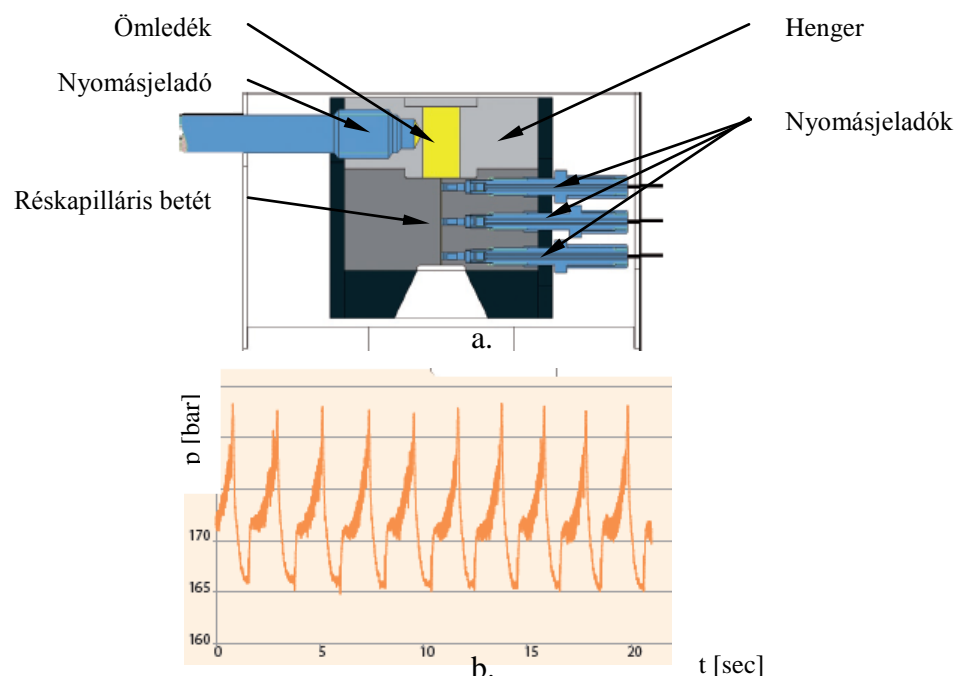 Ömledék
Henger
Nyomásjeladó
Nyomásjeladók
Réskapilláris betét
a.
p [bar]
170
165
160
0
5
10
15
20
b.
t [sec]